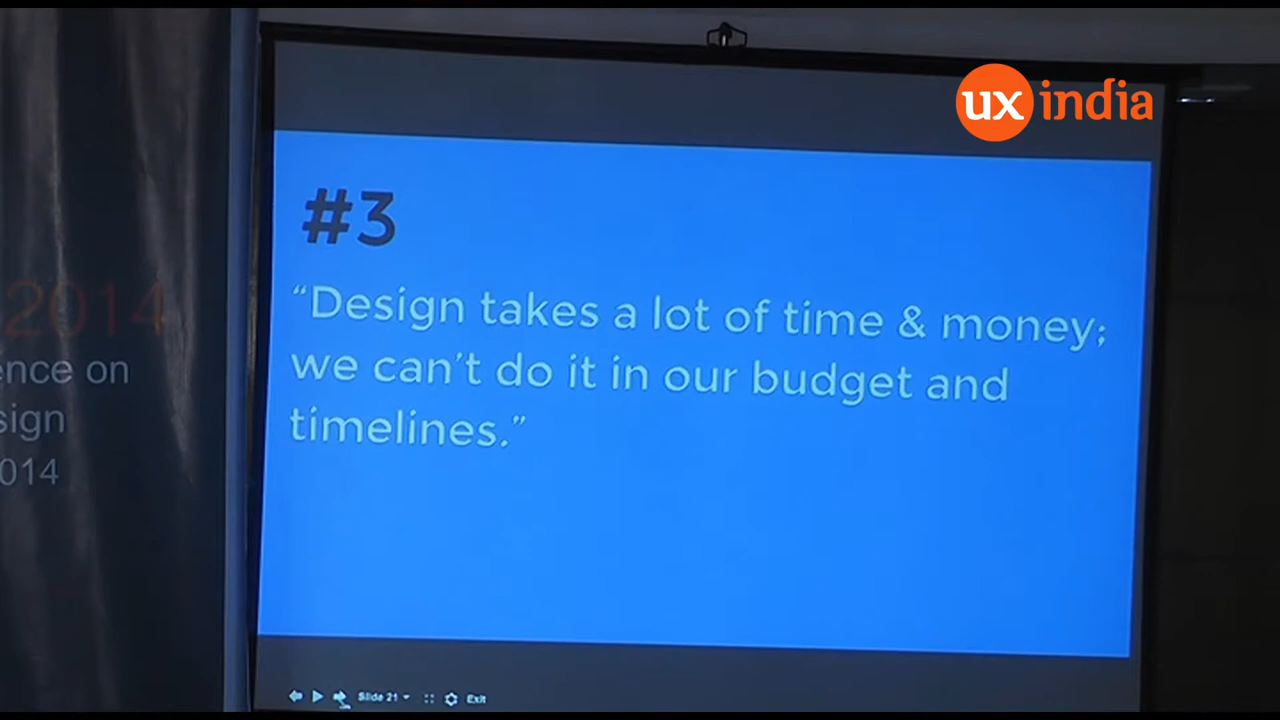 ux india
#3
“Design takes a lot of time & money;
we can’t do it in our budget and
timelines.”
2014
ence on
sign
014
Slide 21
Exit